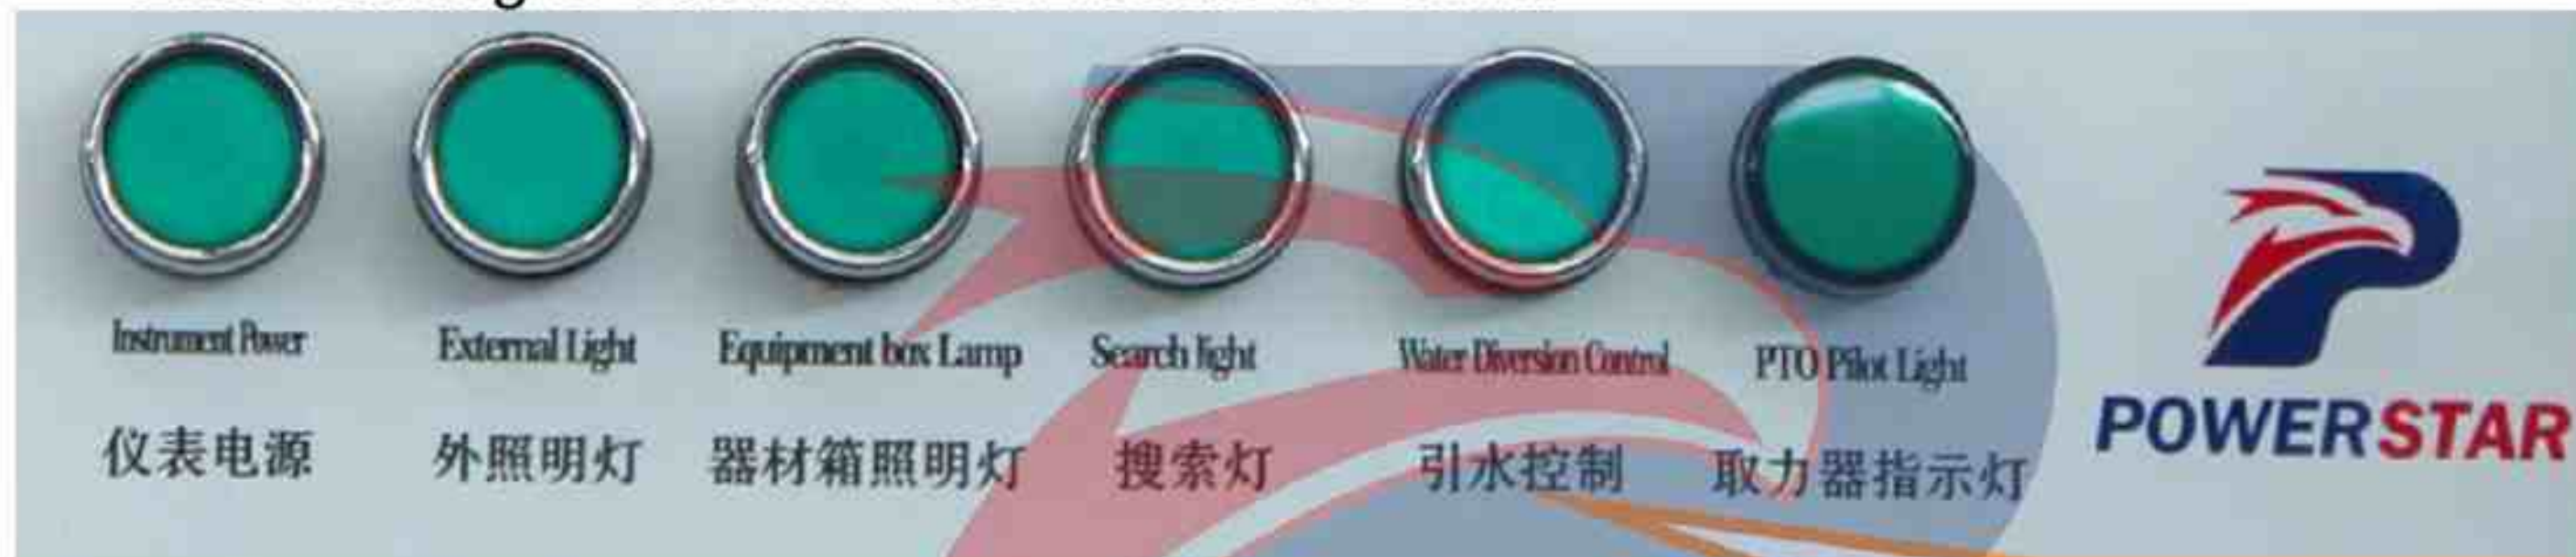 Instrument Power
External Light
Equipment box Lamp
Search light
Water Diversion Control
PTO Pilot Light
仪表电源
外照明灯
器材箱照明灯
搜索灯
引水控制
取力器指示灯
POWERSTAR